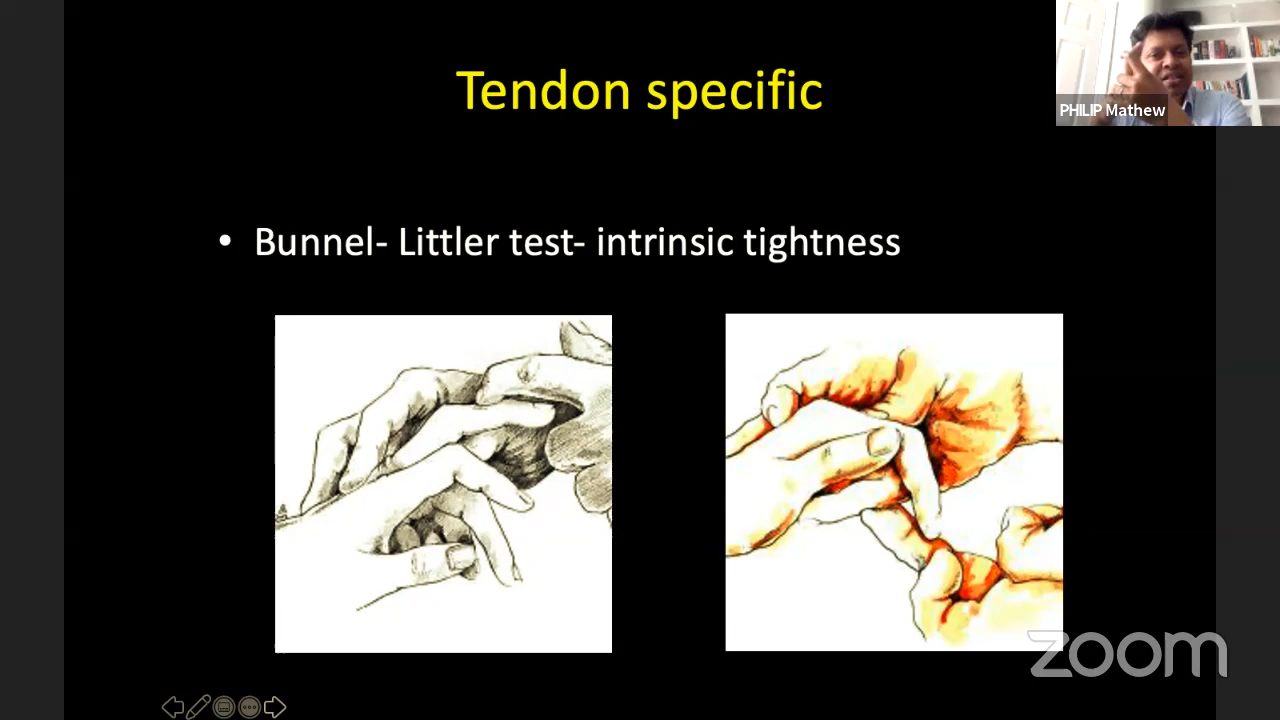 Tendon specific
PHILIP Mathew
• Bunnel- Littler test- intrinsic tightness
zoom